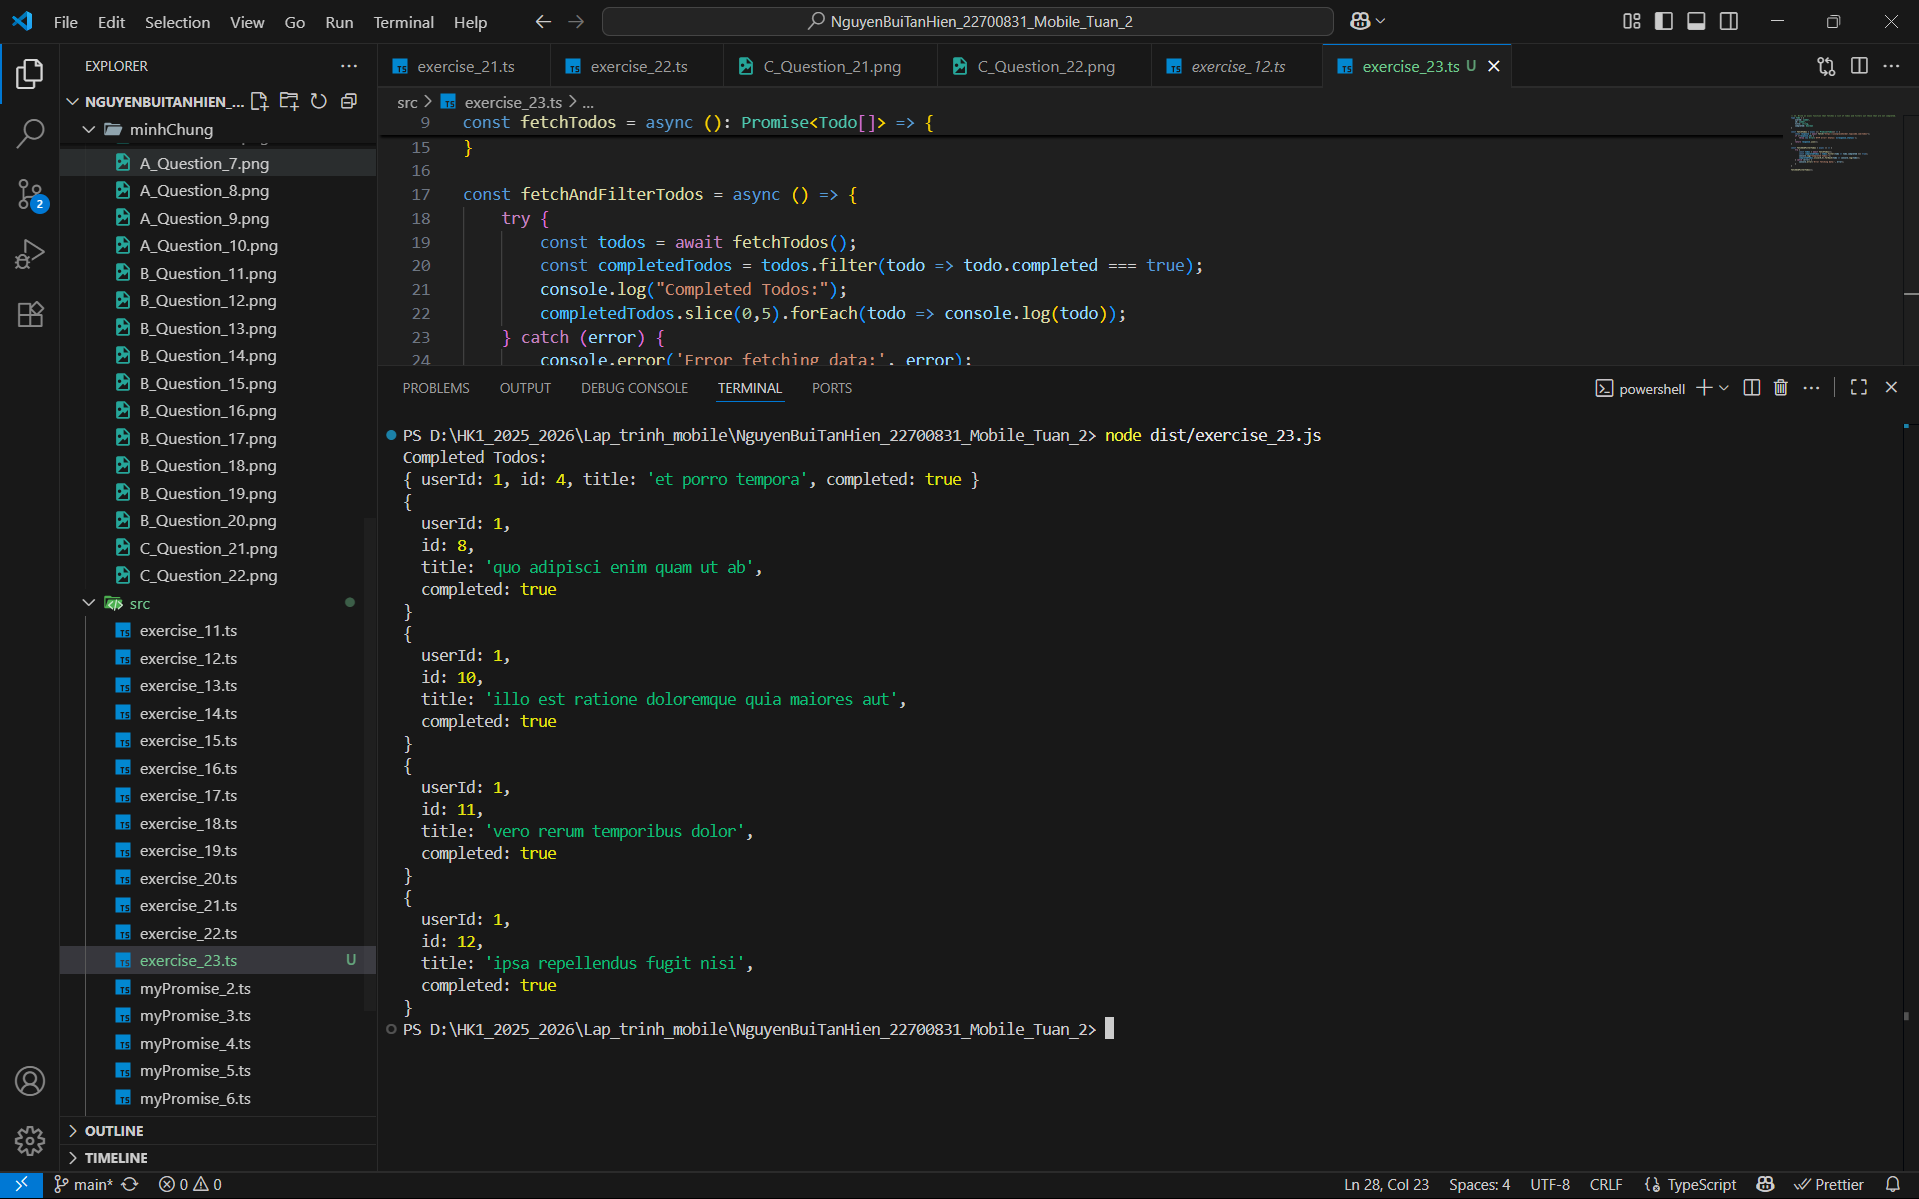 File Edit Selection View Go Run Terminal Help
NguyenBuiTanHien_22700831_Mobile_Tuan_2
EXPLORER
NGUYENBUITANHIEN_...
minhChung
A_Question_7.png
A_Question_8.png
A_Question_9.png
A_Question_10.png
B_Question_11.png
B_Question_12.png
B_Question_13.png
B_Question_14.png
B_Question_15.png
B_Question_16.png
B_Question_17.png
B_Question_18.png
B_Question_19.png
B_Question_20.png
C_Question_21.png
C_Question_22.png
src
exercise_11.ts
exercise_12.ts
exercise_13.ts
exercise_14.ts
exercise_15.ts
exercise_16.ts
exercise_17.ts
exercise_18.ts
exercise_19.ts
exercise_20.ts
exercise_21.ts
exercise_22.ts
exercise_23.ts U
myPromise_2.ts
myPromise_3.ts
myPromise_4.ts
myPromise_5.ts
myPromise_6.ts
OUTLINE
TIMELINE
2
exercise_21.ts exercise_22.ts C_Question_21.png C_Question_22.png exercise_12.ts exercise_23.ts U
src > exercise_23.ts > ...
9 const fetchTodos = async (): Promise<Todo[]> => {
15 }
16
17 const fetchAndFilterTodos = async () => {
18 try {
19 const todos = await fetchTodos();
20 const completedTodos = todos.filter(todo => todo.completed === true);
21 console.log("Completed Todos:");
22 completedTodos.slice(0,5).forEach(todo => console.log(todo));
23 } catch (error) {
24 console.error('Error fetching data:', error);
PROBLEMS OUTPUT DEBUG CONSOLE TERMINAL PORTS
powershell
PS D:\HK1_2025_2026\Lap_trinh_mobile\NguyenBuiTanHien_22700831_Mobile_Tuan_2> node dist/exercise_23.js
Completed Todos:
{ userId: 1, id: 4, title: 'et porro tempora', completed: true }
{
userId: 1,
id: 8,
title: 'quo adipisci enim quam ut ab',
completed: true
}
{
userId: 1,
id: 10,
title: 'illo est ratione doloremque quia maiores aut',
completed: true
}
{
userId: 1,
id: 11,
title: 'vero rerum temporibus dolor',
completed: true
}
{
userId: 1,
id: 12,
title: 'ipsa repellendus fugit nisi',
completed: true
}
PS D:\HK1_2025_2026\Lap_trinh_mobile\NguyenBuiTanHien_22700831_Mobile_Tuan_2>
main* 0 0
Ln 28, Col 23 Spaces: 4 UTF-8 CRLF {} TypeScript Prettier